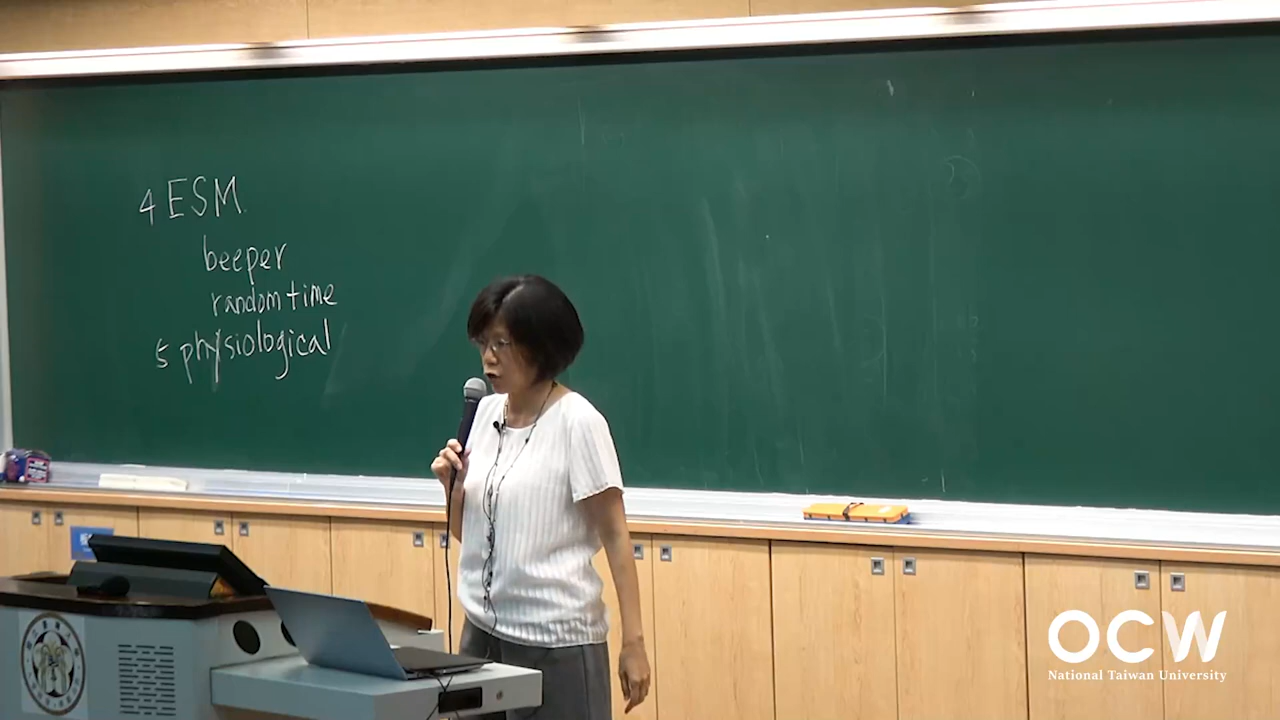 4 ESM
beeper
random time
5 physiological
OCW
National Taiwan University